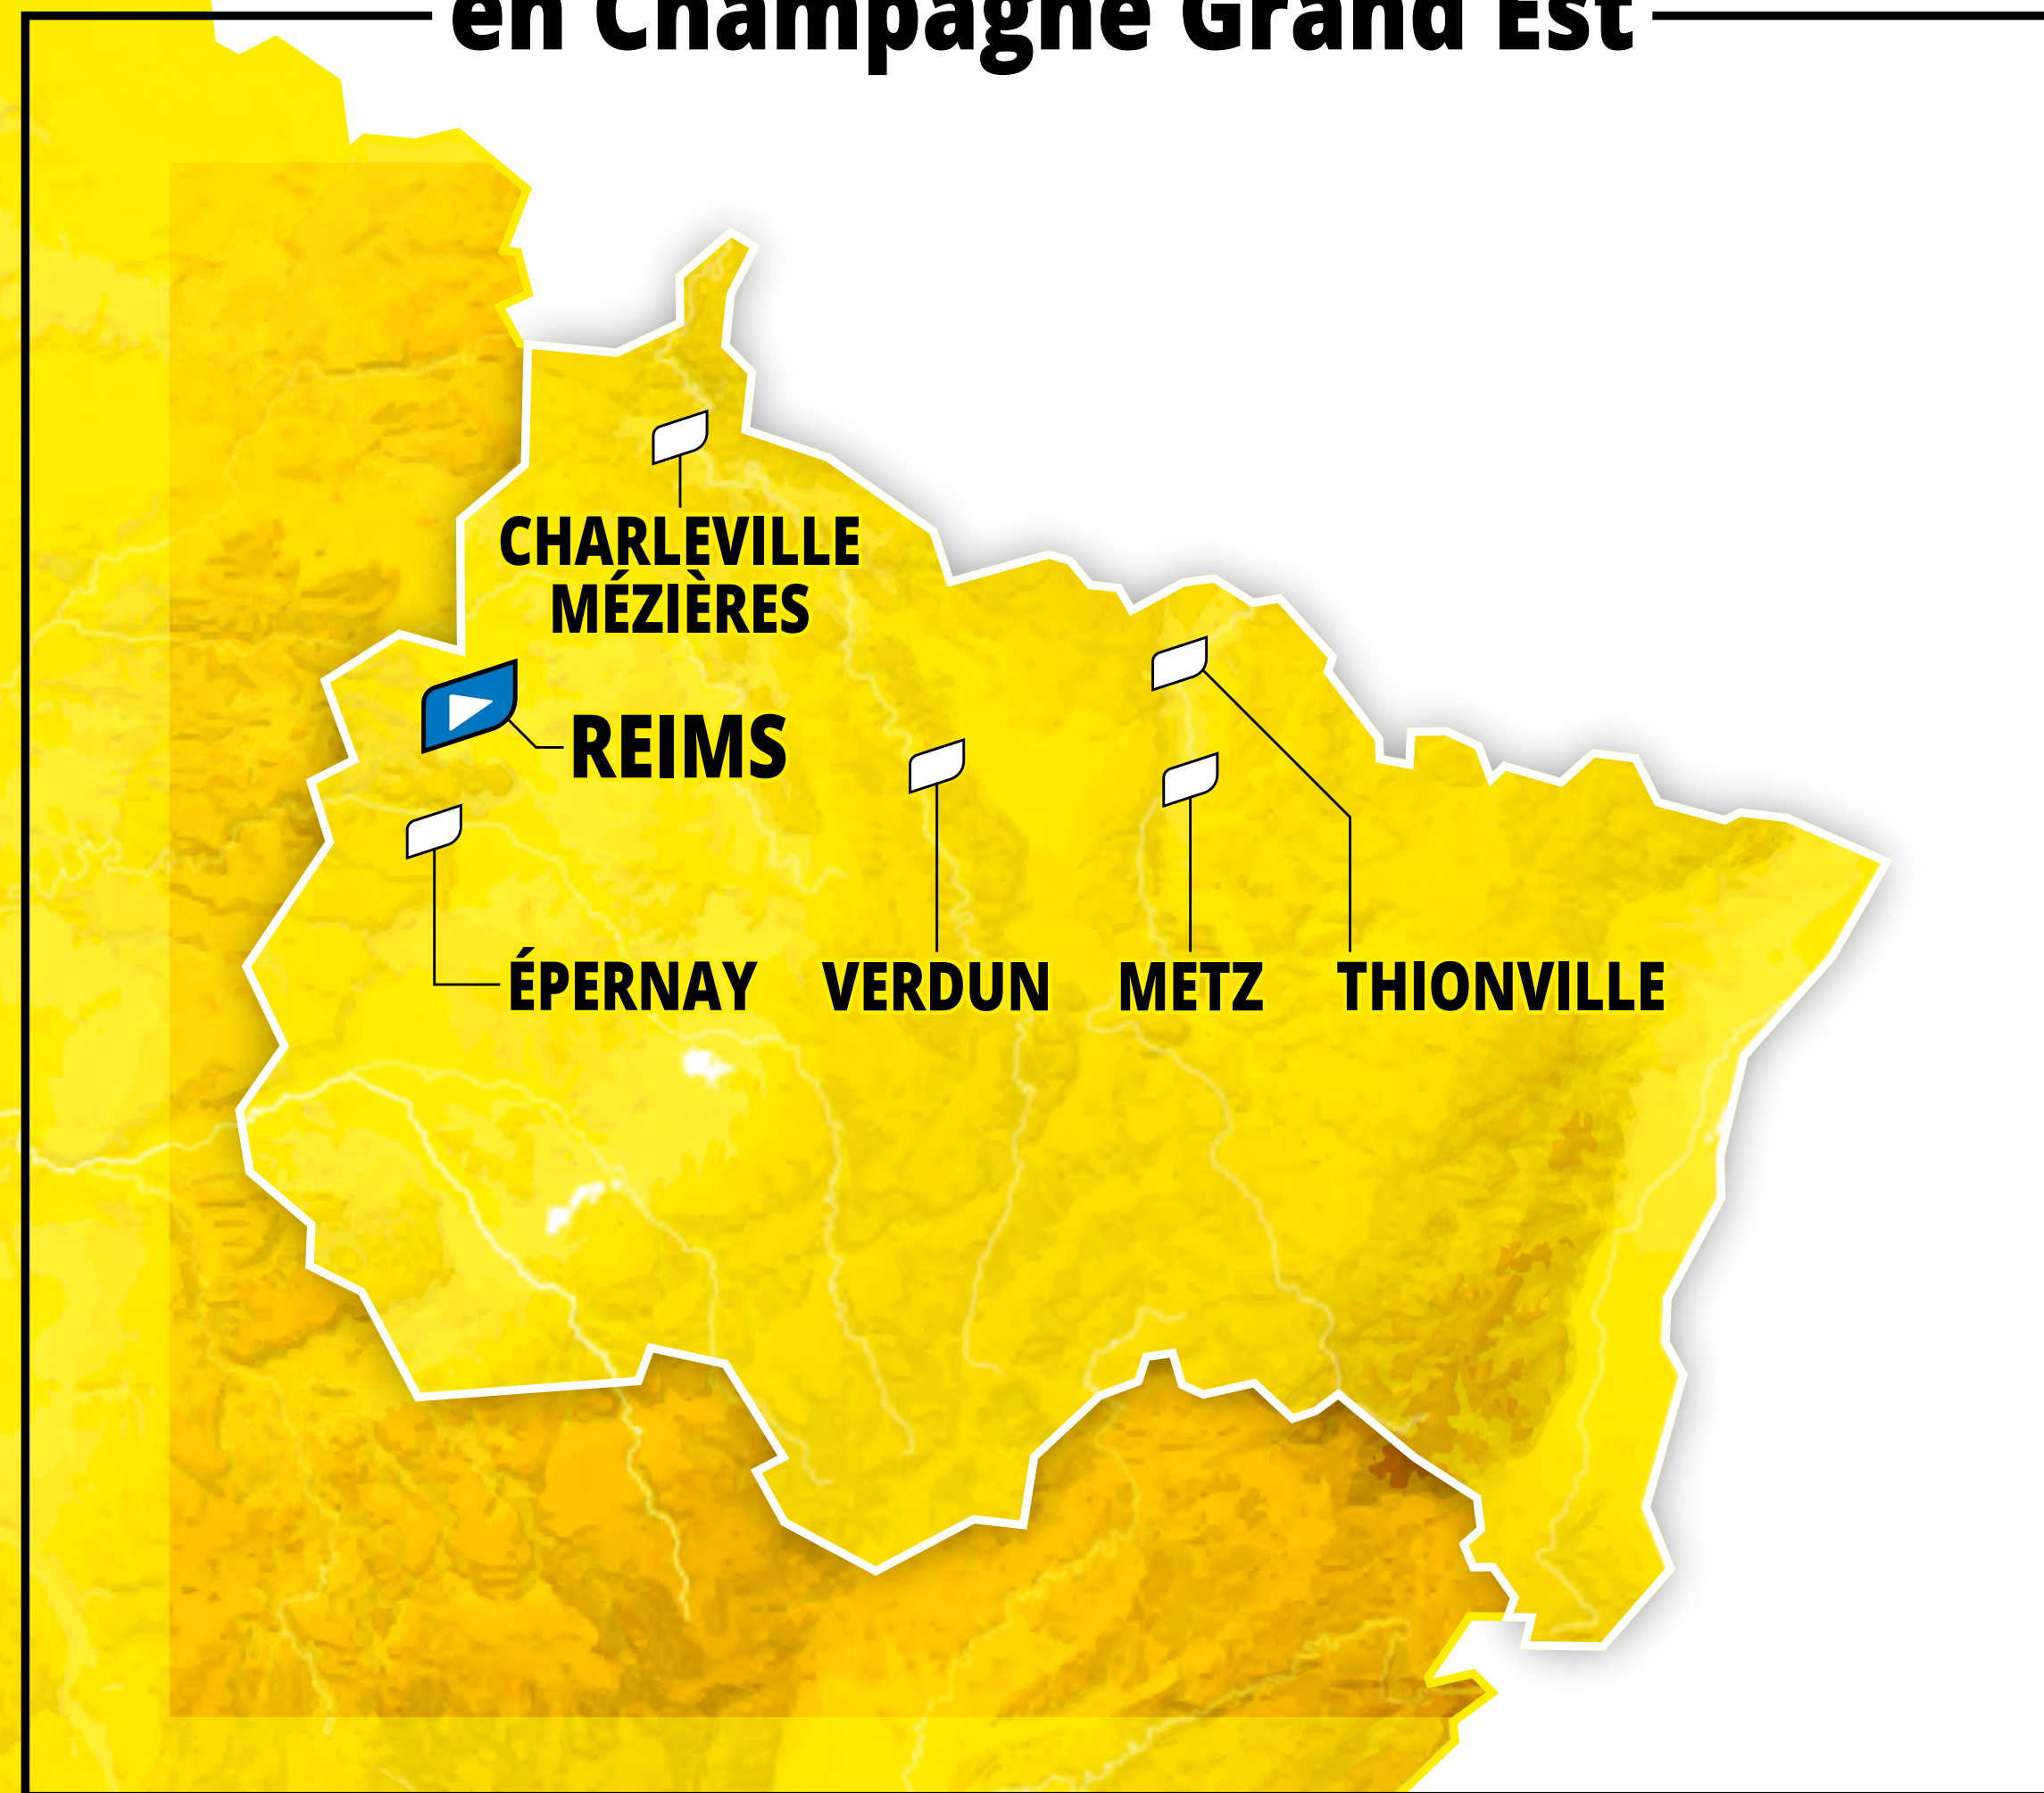 en Champagne Grand Est
CHARLEVILLE
MÉZIÈRES
REIMS
ÉPERNAY
VERDUN
METZ
THIONVILLE